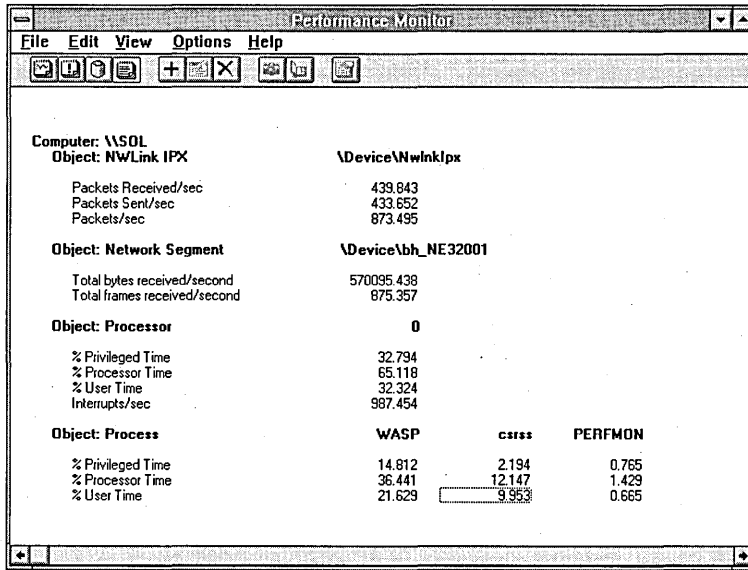 Performance Monitor
File Edit View Options Help
Computer: \\SOL
Object: NWLink IPX \Device\NwlnkIpx
Packets Received/sec 439.843
Packets Sent/sec 433.652
Packets/sec 873.495
Object: Network Segment \Device\bh_NE32001
Total bytes received/second 570095.438
Total frames received/second 875.357
Object: Processor 0
% Privileged Time 32.794
% Processor Time 65.118
% User Time 32.324
Interrupts/sec 987.454
Object: Process WASP csrss PERFMON
% Privileged Time 14.812 2.194 0.765
% Processor Time 36.441 12.147 1.429
% User Time 21.629 9.953 0.665